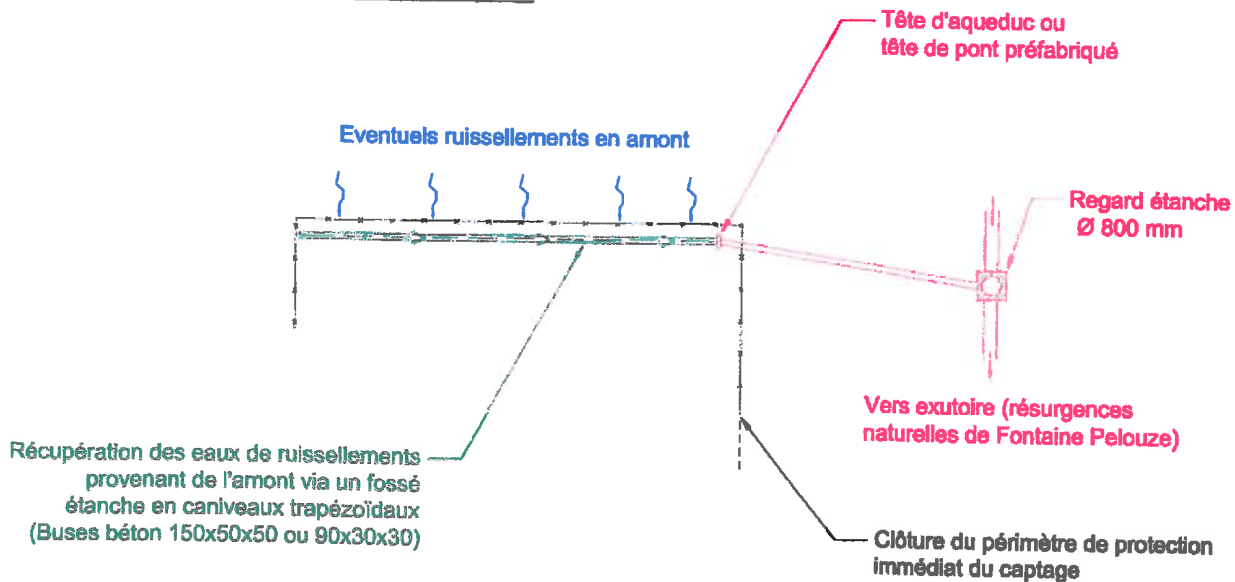 Tête d'aqueduc ou
tête de pont préfabriqué
Eventuels ruissellements en amont
Regard étanche
Ø 800 mm
Vers exutoire (résurgences
naturelles de Fontaine Pelouze)
Récupération des eaux de ruissellements
provenant de l'amont via un fossé
étanche en caniveaux trapézoïdaux
(Buses béton 150x50x50 ou 90x30x30)
Clôture du périmètre de protection
immédiat du captage